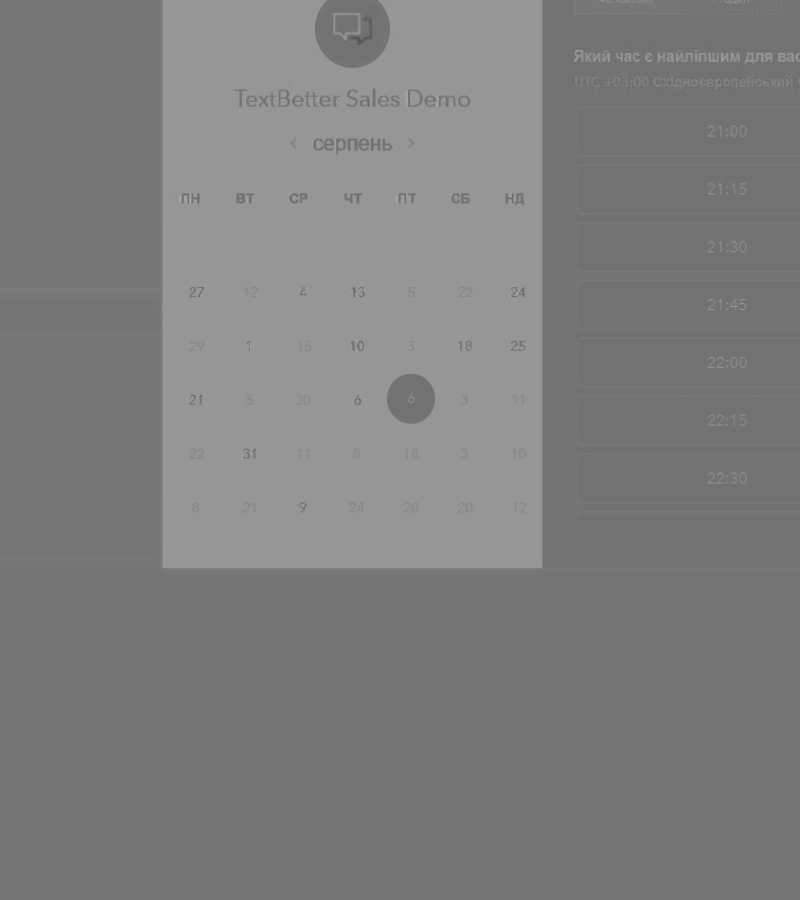 TextBetter Sales Demo
серпень
ПН ВТ СР ЧТ ПТ СБ НД
27 12 4 13 5 22 24
29 1 15 10 3 18 25
21 5 30 6 6 3 11
22 31 11 8 18 3 10
8 21 9 24 20 20 12
Який час є найліпшим для вас
UTC +03:00 Східноєвропейський
21:00
21:15
21:30
21:45
22:00
22:15
22:30